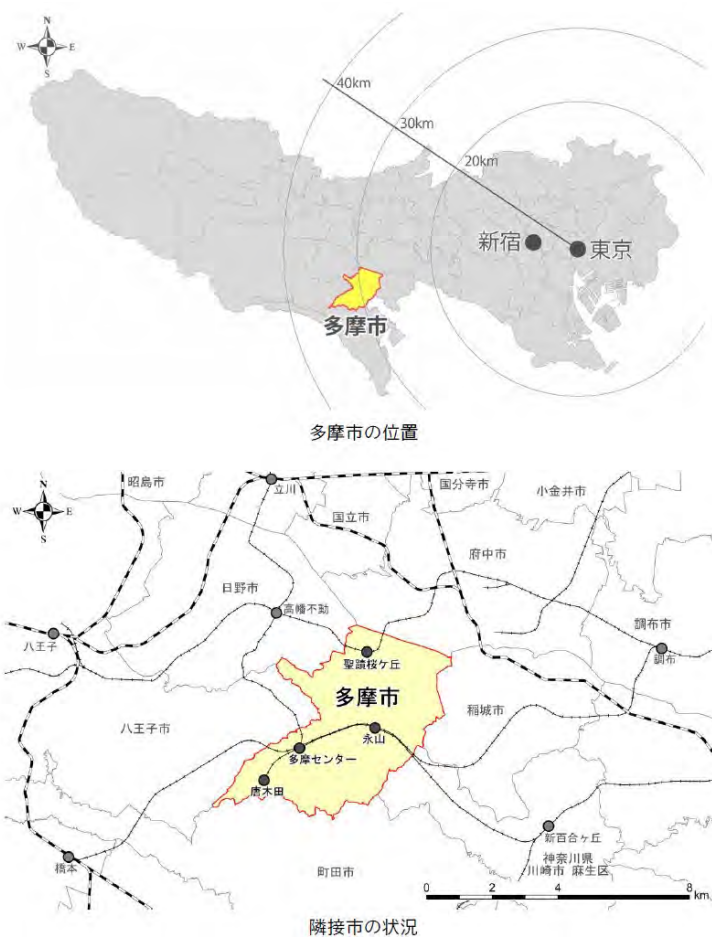 N
W E
S
40km
30km
20km
新宿
東京
多摩市
多摩市の位置
昭島市
立川
国分寺市
小金井市
N
W E
S
国立市
府中市
日野市
高幡不動
調布市
八王子
聖蹟桜ケ丘
調布
多摩市
八王子市
稲城市
永山
多摩センター
唐木田
新百合ヶ丘
神奈川県
川崎市 麻生区
橋本
町田市
0 2 4 6 8
km
隣接市の状況